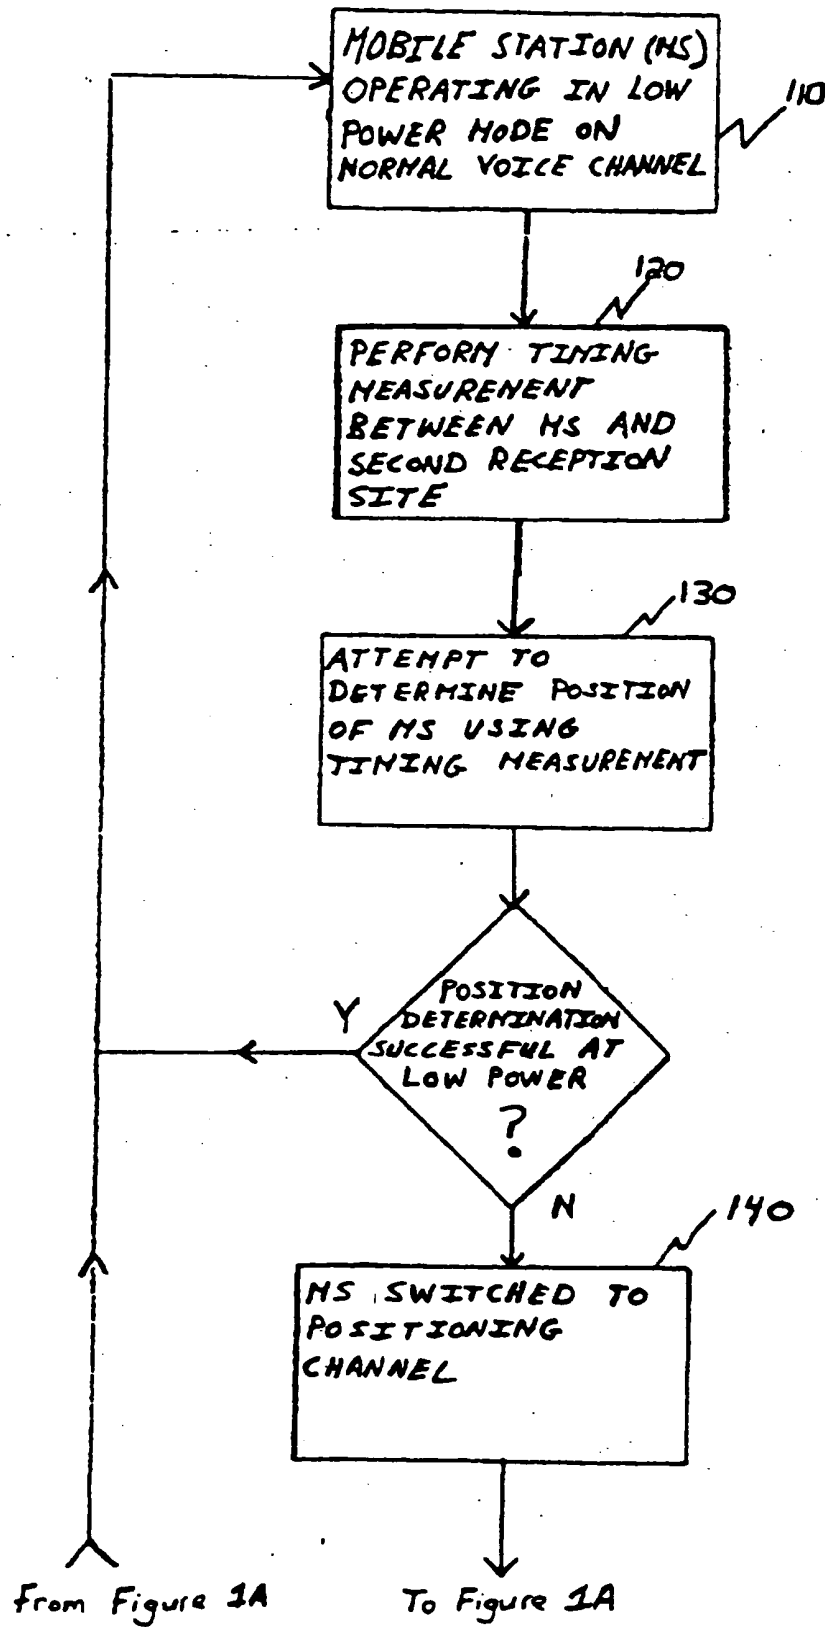 MOBILE STATION (MS)
OPERATING IN LOW
POWER MODE ON
NORMAL VOICE CHANNEL
110
120
PERFORM TIMING
MEASUREMENT
BETWEEN MS AND
SECOND RECEPTION
SITE
130
ATTEMPT TO
DETERMINE POSITION
OF MS USING
TIMING MEASUREMENT
POSITION
DETERMINATION
SUCCESSFUL AT
LOW POWER
?
Y
N
140
MS SWITCHED TO
POSITIONING
CHANNEL
From Figure 1A
To Figure 1A